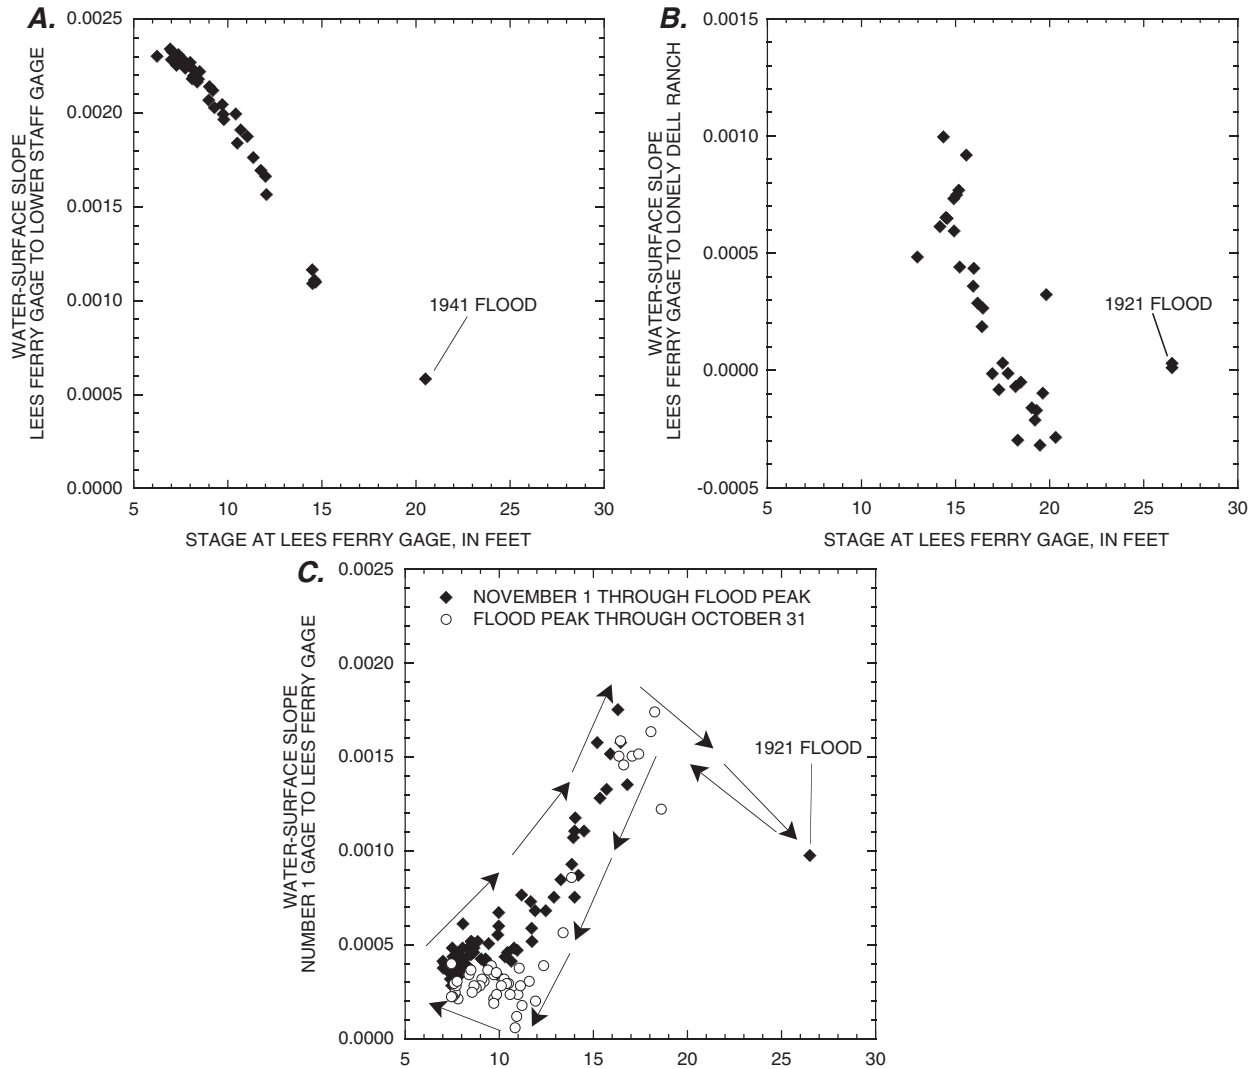 A.
WATER-SURFACE SLOPE
LEES FERRY GAGE TO LOWER STAFF GAGE
0.0025
0.0020
0.0015
0.0010
0.0005
0.0000
1941 FLOOD
5 10 15 20 25 30
STAGE AT LEES FERRY GAGE, IN FEET
B.
WATER-SURFACE SLOPE
LEES FERRY GAGE TO LONELY DELL RANCH
0.0015
0.0010
0.0005
0.0000
-0.0005
1921 FLOOD
5 10 15 20 25 30
STAGE AT LEES FERRY GAGE, IN FEET
C.
WATER-SURFACE SLOPE
NUMBER 1 GAGE TO LEES FERRY GAGE
0.0025
0.0020
0.0015
0.0010
0.0005
0.0000
NOVEMBER 1 THROUGH FLOOD PEAK
FLOOD PEAK THROUGH OCTOBER 31
1921 FLOOD
5 10 15 20 25 30